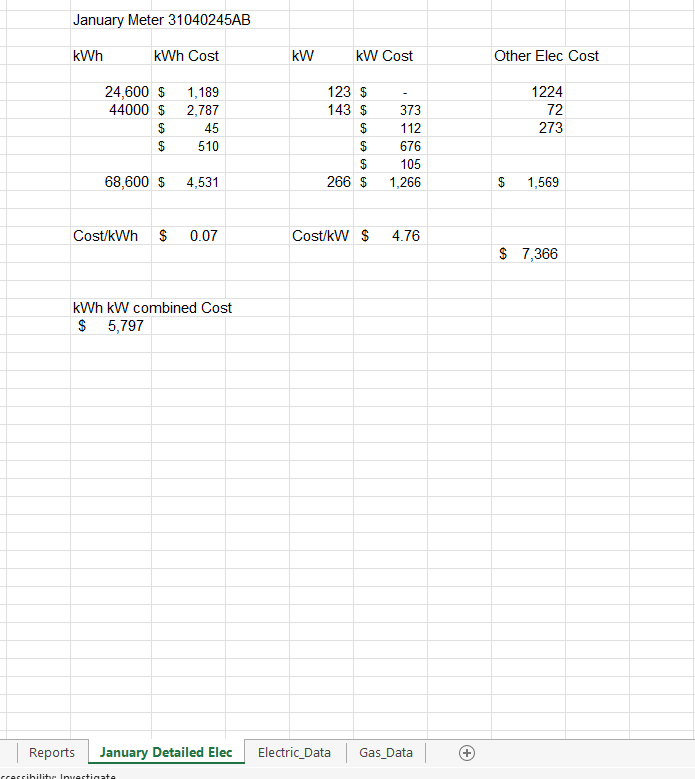 January Meter 31040245AB
kWh kWh Cost kW kW Cost Other Elec Cost
24,600 $ 1,189 123 $ - 1224
44000 $ 2,787 143 $ 373 72
$ 45 $ 112 273
$ 510 $ 676
$ 105
68,600 $ 4,531 266 $ 1,266 $ 1,569
Cost/kWh $ 0.07 Cost/kW $ 4.76
$ 7,366
kWh kW combined Cost
$ 5,797
Reports January Detailed Elec Electric_Data Gas_Data
ccessibility: Investigate